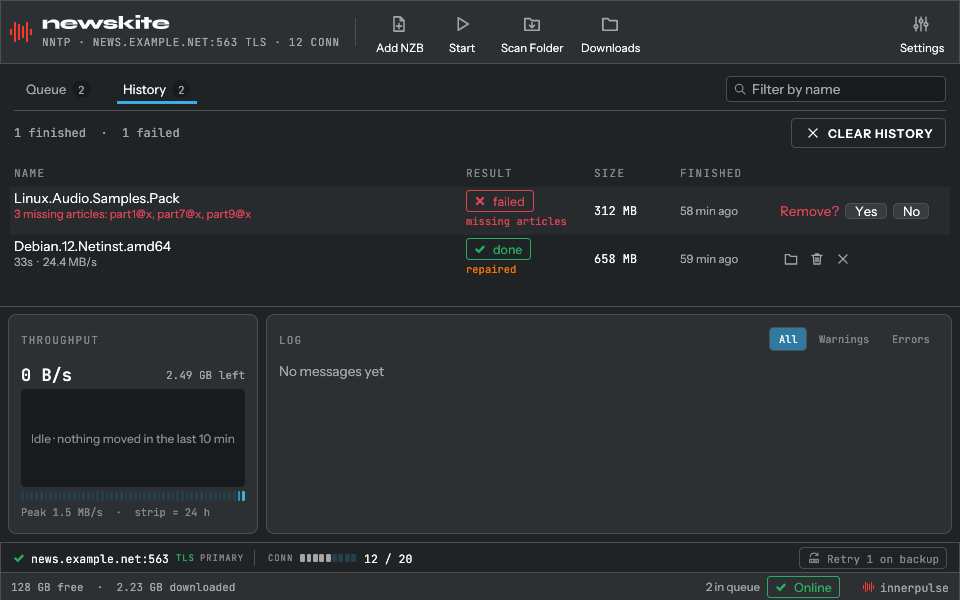 newskite
NNTP · NEWS.EXAMPLE.NET:563 TLS · 12 CONN
Add NZB
Start
Scan Folder
Downloads
Settings
Queue 2
History 2
Filter by name
1 finished · 1 failed
CLEAR HISTORY
NAME RESULT SIZE FINISHED
Linux.Audio.Samples.Pack
3 missing articles: part1@x, part7@x, part9@x
failed
missing articles
312 MB
58 min ago
Remove? Yes No
Debian.12.Netinst.amd64
33s · 24.4 MB/s
done
repaired
658 MB
59 min ago
THROUGHPUT
0 B/s
2.49 GB left
Idle · nothing moved in the last 10 min
Peak 1.5 MB/s · strip = 24 h
LOG
All Warnings Errors
No messages yet
news.example.net:563 TLS PRIMARY
CONN 12 / 20
Retry 1 on backup
128 GB free · 2.23 GB downloaded
2 in queue
Online
innerpulse